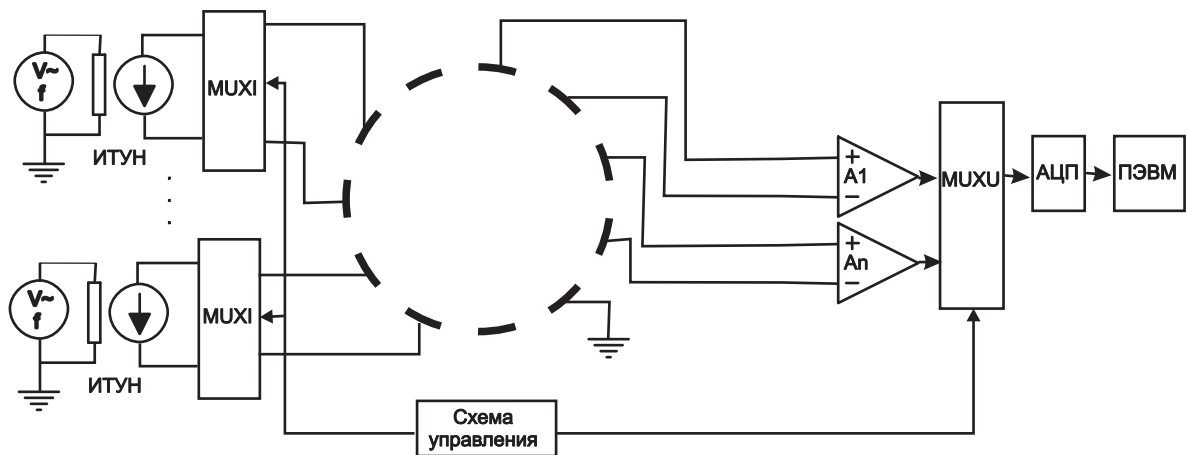 V~
f
MUXI
ИТУН
V~
f
MUXI
ИТУН
+
A1
−
+
An
−
MUXU
АЦП
ПЭВМ
Схема
управления